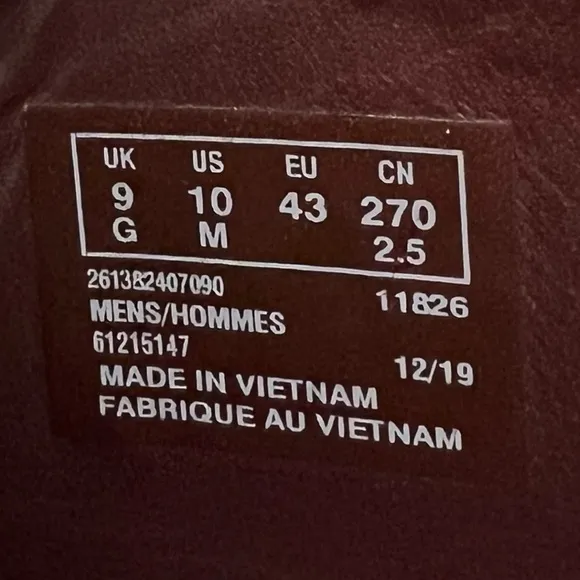 UK US EU CN
9 10 43 270
G M 2.5
261382407090 11826
MENS/HOMMES
61215147 12/19
MADE IN VIETNAM
FABRIQUE AU VIETNAM